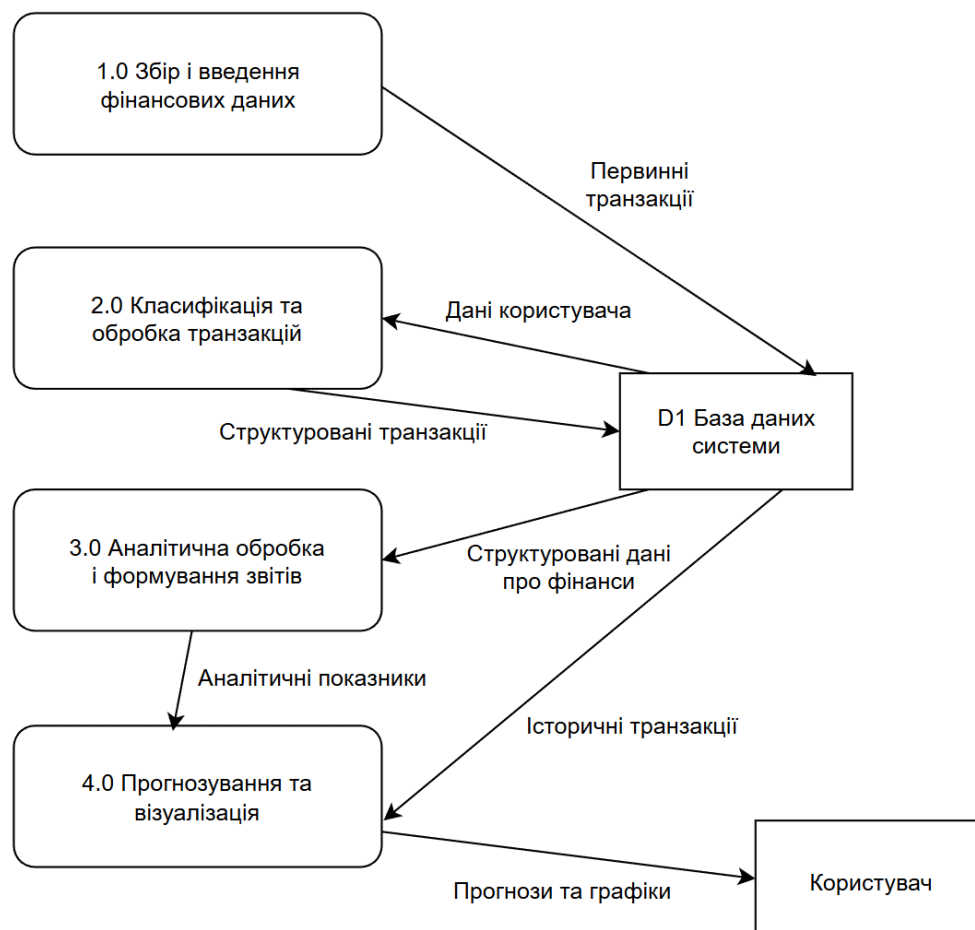 1.0 Збір і введення
фінансових даних
Первинні
транзакції
2.0 Класифікація та
обробка транзакцій
Дані користувача
Структуровані транзакції
D1 База даних
системи
3.0 Аналітична обробка
і формування звітів
Структуровані дані
про фінанси
Аналітичні показники
Історичні транзакції
4.0 Прогнозування та
візуалізація
Прогнози та графіки
Користувач